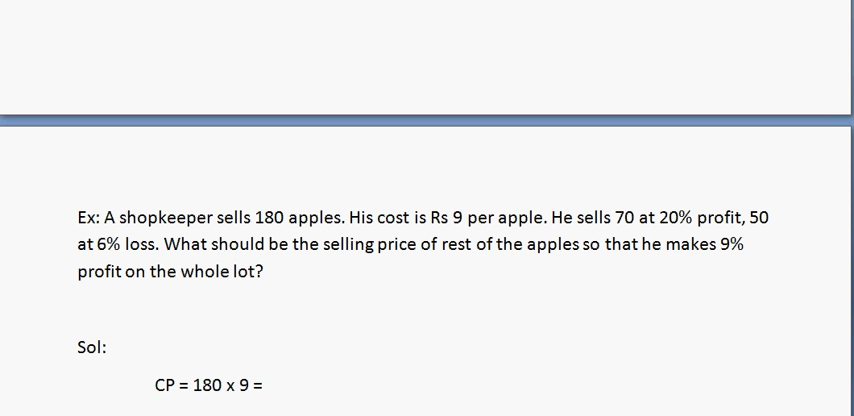 Ex: A shopkeeper sells 180 apples. His cost is Rs 9 per apple. He sells 70 at 20% profit, 50
at 6% loss. What should be the selling price of rest of the apples so that he makes 9%
profit on the whole lot?
Sol:
CP = 180 x 9 =